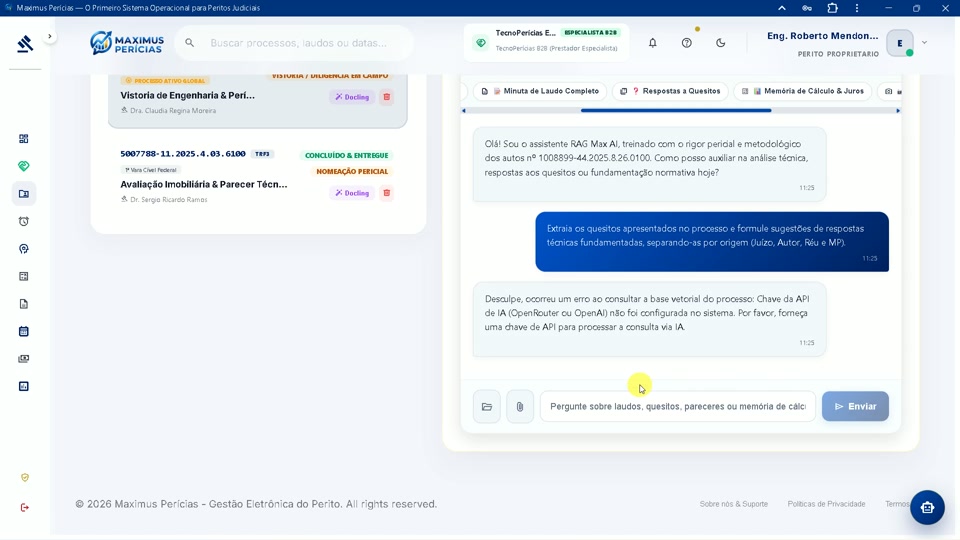 Maximus Perícias — O Primeiro Sistema Operacional para Peritos Judiciais
MAXIMUS
PERÍCIAS
Buscar processos, laudos ou datas...
TecnoPerícias E... ESPECIALISTA B2B
TecnoPerícias B2B (Prestador Especialista)
Eng. Roberto Mendon...
PERITO PROPRIETARIO
E
PROCESSO ATIVO GLOBAL
VISTORIA / DILIGÊNCIA EM CAMPO
Vistoria de Engenharia & Perí...
Docling
Dra. Claudia Regina Moreira
5007788-11.2025.4.03.6100 TRF3
CONCLUÍDO & ENTREGUE
1ª Vara Cível Federal
NOMEAÇÃO PERICIAL
Avaliação Imobiliária & Parecer Técn...
Docling
Dr. Sergio Ricardo Ramos
Minuta de Laudo Completo
❓ Respostas a Quesitos
Memória de Cálculo & Juros
Olá! Sou o assistente RAG Max AI, treinado com o rigor pericial e metodológico
dos autos nº 1008899-44.2025.8.26.0100. Como posso auxiliar na análise técnica,
respostas aos quesitos ou fundamentação normativa hoje?
11:25
Extraia os quesitos apresentados no processo e formule sugestões de respostas
técnicas fundamentadas, separando-as por origem (Juízo, Autor, Réu e MP).
11:25
Desculpe, ocorreu um erro ao consultar a base vetorial do processo: Chave da API
de IA (OpenRouter ou OpenAI) não foi configurada no sistema. Por favor, forneça
uma chave de API para processar a consulta via IA.
11:25
Pergunte sobre laudos, quesitos, pareceres ou memória de cálcu
Enviar
© 2026 Maximus Perícias - Gestão Eletrônica do Perito. All rights reserved.
Sobre nós & Suporte
Políticas de Privacidade
Termos